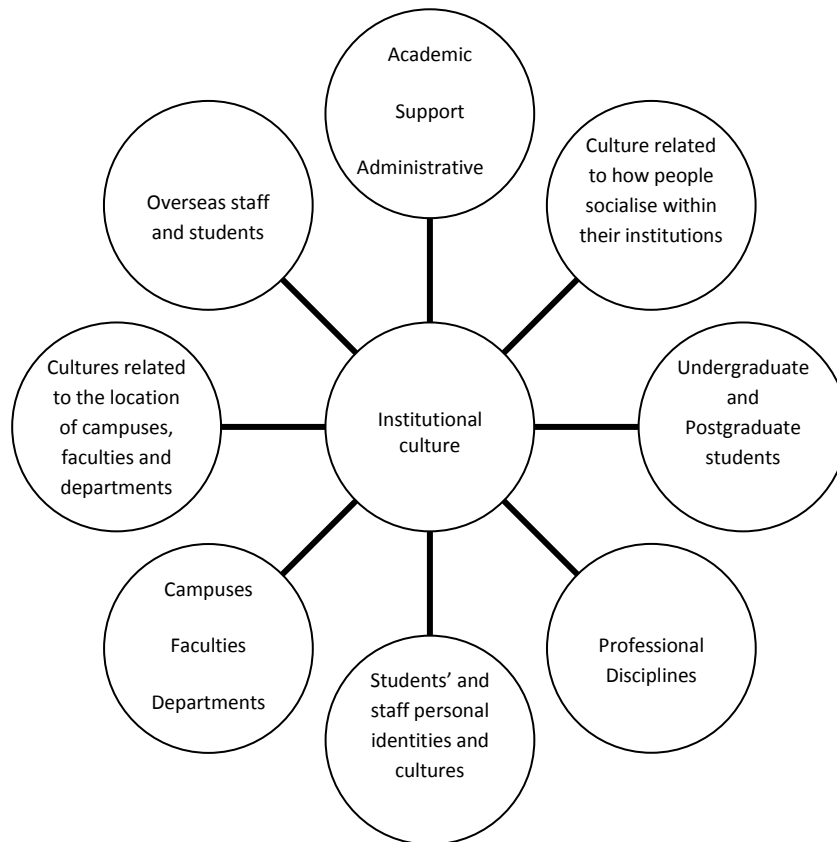 Academic
Support
Administrative
Culture related
to how people
socialise within
their institutions
Undergraduate
and
Postgraduate
students
Professional
Disciplines
Students’ and
staff personal
identities and
cultures
Campuses
Faculties
Departments
Cultures related
to the location
of campuses,
faculties and
departments
Overseas staff
and students
Institutional
culture